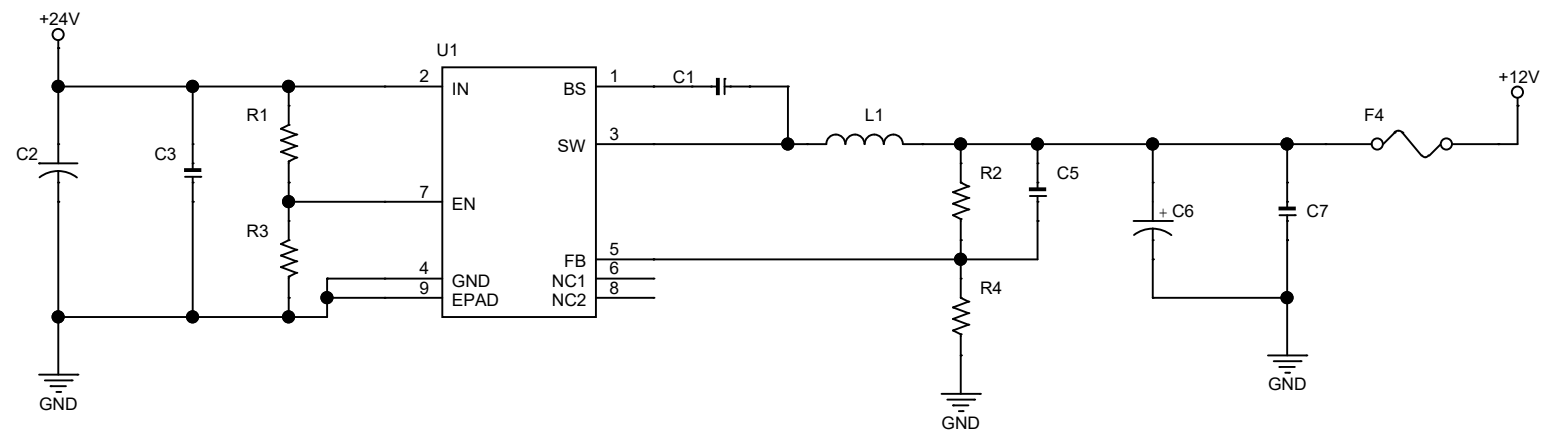 +24V
U1
+12V
2 IN
BS 1
C1
R1
L1
F4
SW 3
C2
C3
R2
C5
7 EN
+ C6
C7
R3
FB 5
4 GND
NC1 6
9 EPAD
NC2 8
R4
GND
GND
GND